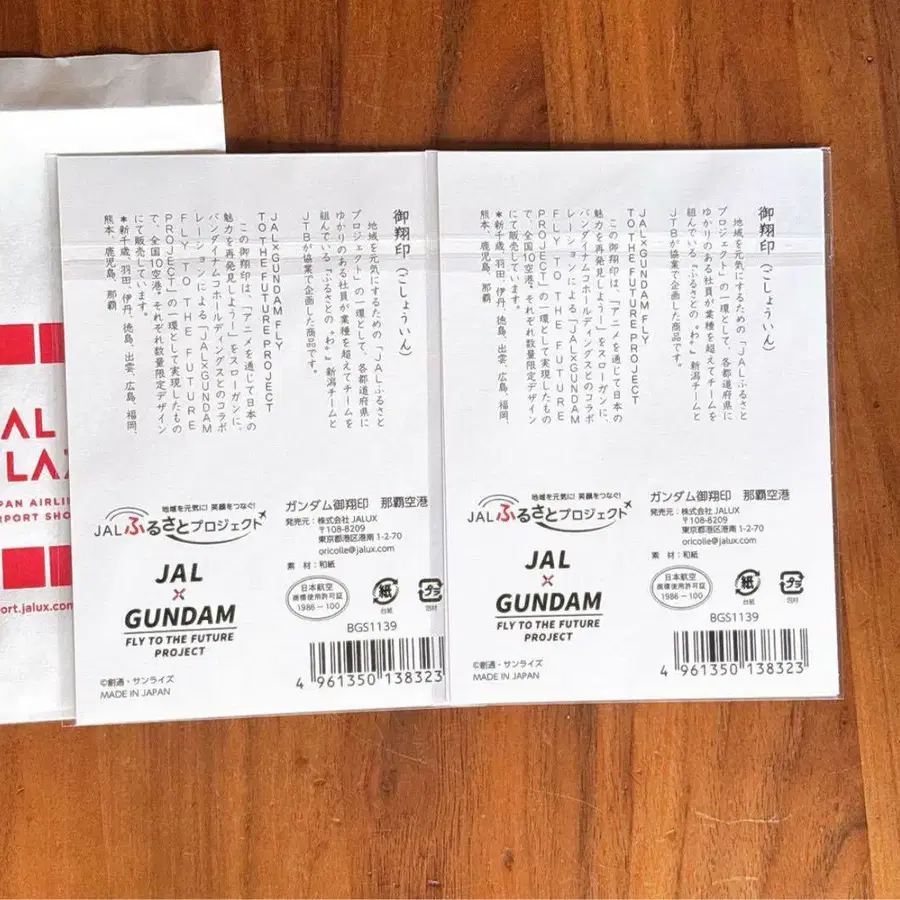 AL
LAX
PAN AIRLIN
RPORT SHO
port.jalux.com
御翔印(ごしょういん)
地域を元気にするための「JALふるさと
プロジェクト」の一環として、各都道府県に
ゆかりのある社員が業種を超えてチームを
組んでいる『ふるさとの〝わ〟』新潟チームと
JTBが協業で企画した商品です。
JAL×GUNDAM FLY
TO THE FUTURE PROJECT
この御翔印は、「アニメを通じて日本の
魅力を再発見しよう!」をスローガンに、
バンダイナムコホールディングスとのコラボ
レーションによる「JAL×GUNDAM
FLY TO THE FUTURE
PROJECT」の一環として実現したもの
で、全国10空港。それぞれ数量限定デザイン
にて販売しています。
*新千歳、羽田、伊丹、徳島、出雲、広島、福岡、
熊本、鹿児島、那覇
地域を元気に! 笑顔をつなぐ!
JALふるさとプロジェクト
JAL
×
GUNDAM
FLY TO THE FUTURE
PROJECT
©創通・サンライズ
MADE IN JAPAN
ガンダム御翔印 那覇空港
発売元:株式会社JALUX
〒108-8209
東京都港区港南 1-2-70
oricolle@jalux.com
素 材:和紙
日本航空
商標使用許可証
1986-100
紙
台紙
プラ
包材
BGS1139
4 961350 138323
御翔印(ごしょういん)
地域を元気にするための「JALふるさと
プロジェクト」の一環として、各都道府県に
ゆかりのある社員が業種を超えてチームを
組んでいる『ふるさとの〝わ〟』新潟チームと
JTBが協業で企画した商品です。
JAL×GUNDAM FLY
TO THE FUTURE PROJECT
この御翔印は、「アニメを通じて日本の
魅力を再発見しよう!」をスローガンに、
バンダイナムコホールディングスとのコラボ
レーションによる「JAL×GUNDAM
FLY TO THE FUTURE
PROJECT」の一環として実現したもの
で、全国10空港。それぞれ数量限定デザイン
にて販売しています。
*新千歳、羽田、伊丹、徳島、出雲、広島、福岡、
熊本、鹿児島、那覇
地域を元気に! 笑顔をつなぐ!
JALふるさとプロジェクト
JAL
×
GUNDAM
FLY TO THE FUTURE
PROJECT
©創通・サンライズ
MADE IN JAPAN
ガンダム御翔印 那覇空港
発売元:株式会社JALUX
〒108-8209
東京都港区港南 1-2-70
oricolle@jalux.com
素 材:和紙
日本航空
商標使用許可証
1986-100
紙
台紙
プラ
包材
BGS1139
4 961350 138323